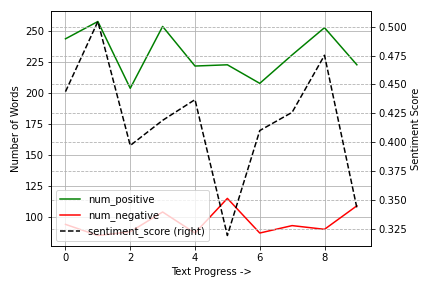 250
225
200
175
150
125
100
Number of Words
0.500
0.475
0.450
0.425
0.400
0.375
0.350
0.325
Sentiment Score
num_positive
num_negative
sentiment_score (right)
0 2 4 6 8
Text Progress ->